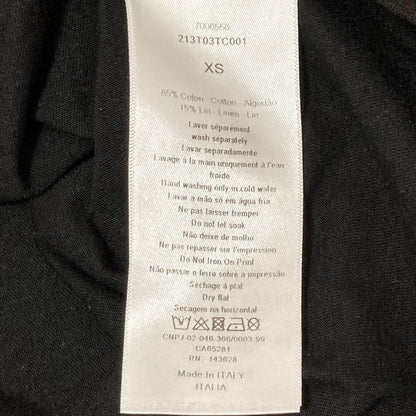 7006556
213T03TC001
XS
85% Coton - Cotton - Algodão
15% Lin - Linen - Lin
Laver séparément
wash separately
Lavar separadamente
Lavage à la main uniquement à l'eau
froide
Hand washing only in cold water
Lavar a mão só em água fria
Ne pas laisser tremper
Do not let soak
Não deixe de molho
Ne pas repasser sur l'impression
Do Not Iron On Print
Não passar o ferro sobre a impressão
Séchage à plat
Dry flat
Secagem na horizontal
CNPJ 02.046.360/0003-99
CA65281
RN : 143628
Made In ITALY
ITALIA